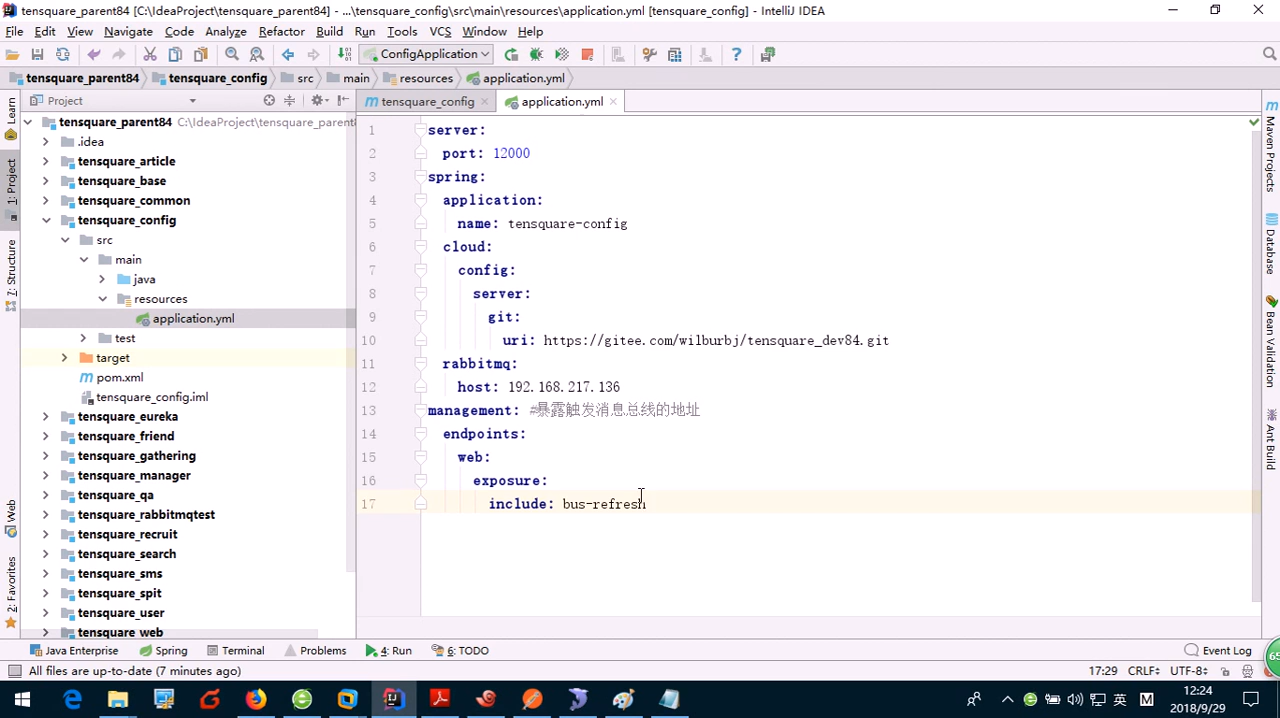 tensquare_parent84 [C:\IdeaProject\tensquare_parent84] - ...\tensquare_config\src\main\resources\application.yml [tensquare_config] - IntelliJ IDEA
File Edit View Navigate Code Analyze Refactor Build Run Tools VCS Window Help
ConfigApplication
tensquare_parent84 tensquare_config src main resources application.yml
Project
tensquare_config
application.yml
tensquare_parent84 C:\IdeaProject\tensquare_parent
.idea
tensquare_article
tensquare_base
tensquare_common
tensquare_config
src
main
java
resources
application.yml
test
target
pom.xml
tensquare_config.iml
tensquare_eureka
tensquare_friend
tensquare_gathering
tensquare_manager
tensquare_qa
tensquare_rabbitmqtest
tensquare_recruit
tensquare_search
tensquare_sms
tensquare_spit
tensquare_user
tensquare_web
1 server:
2 port: 12000
3 spring:
4 application:
5 name: tensquare-config
6 cloud:
7 config:
8 server:
9 git:
10 uri: https://gitee.com/wilburbj/tensquare_dev84.git
11 rabbitmq:
12 host: 192.168.217.136
13 management: #暴露触发消息总线的地址
14 endpoints:
15 web:
16 exposure:
17 include: bus-refresh
Learn
1: Project
7: Structure
Web
2: Favorites
Maven Projects
Database
Bean Validation
Ant Build
Java Enterprise Spring Terminal Problems 4: Run 6: TODO Event Log
All files are up-to-date (7 minutes ago) 17:29 CRLF UTF-8
英 M 12:24
2018/9/29